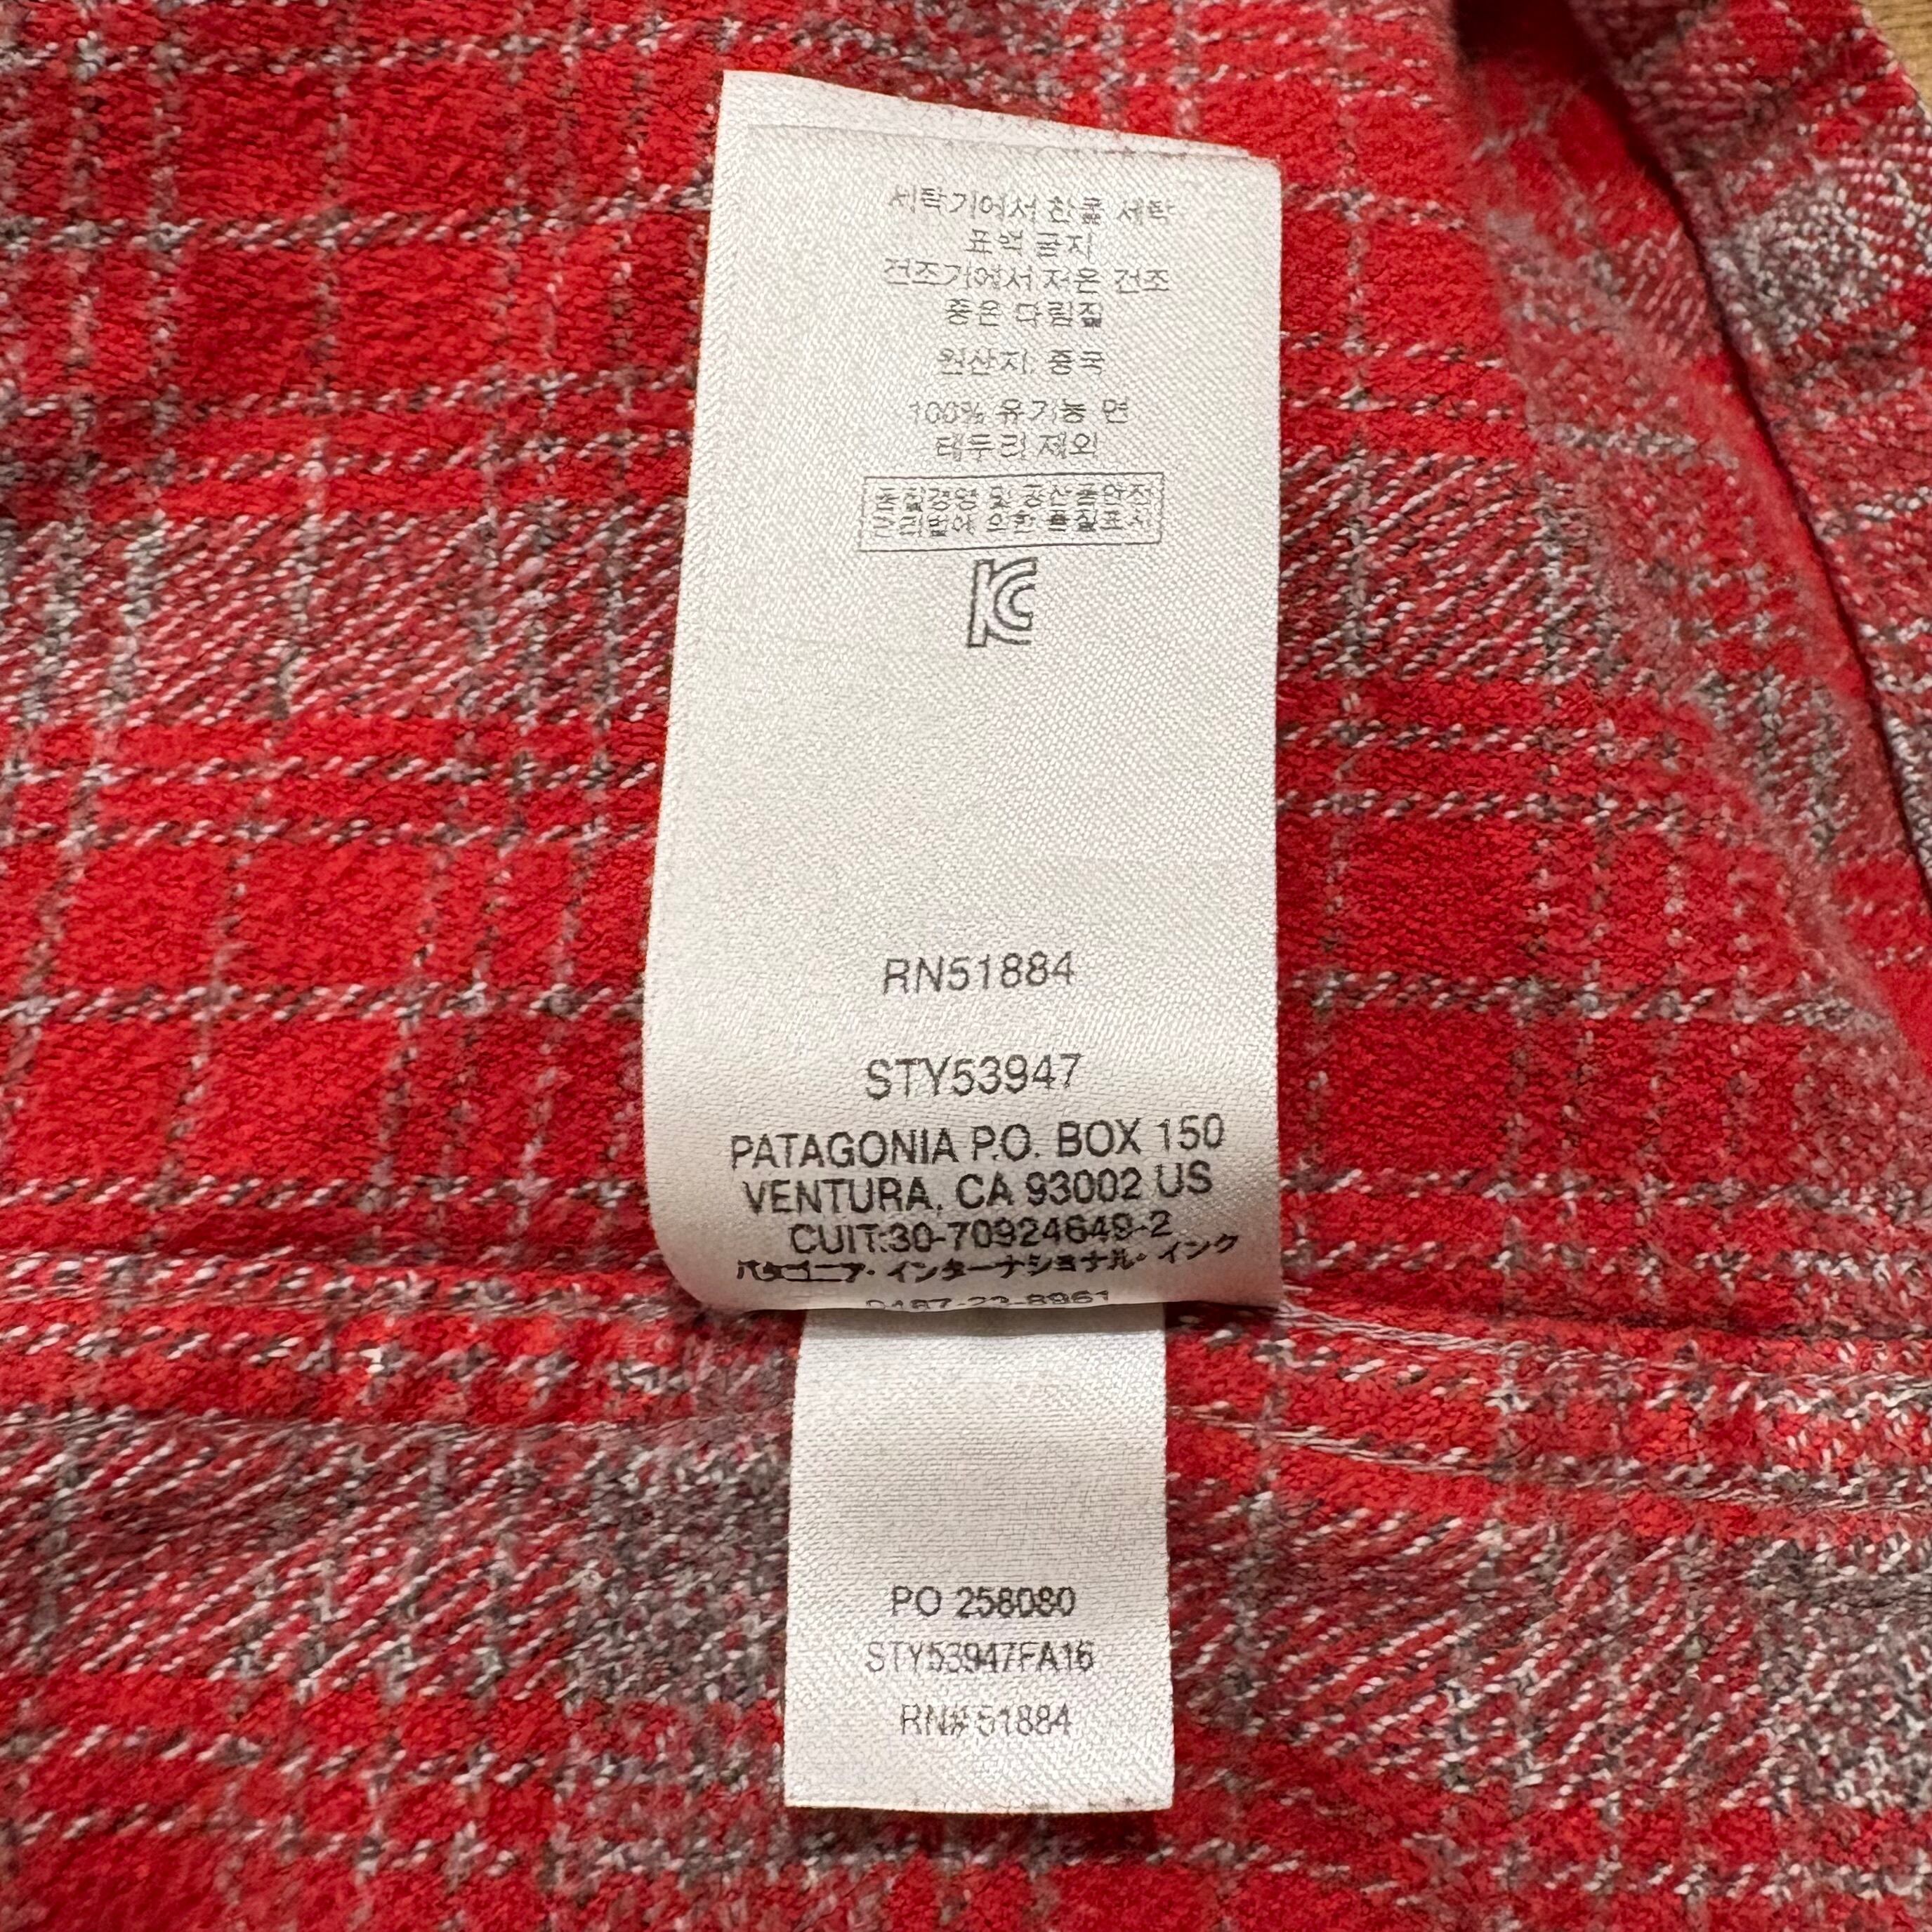 세탁기에서 찬물 세탁
표백 금지
건조기에서 저온 건조
중온 다림질
원산지: 중국
100% 유기농 면
테두리 제외
품질경영 및 공산품안전
관리법에 의한 품질표시
KC
RN51884
STY53947
PATAGONIA P.O. BOX 150
VENTURA, CA 93002 US
CUIT:30-70924649-2
パタゴニア・インターナショナル・インク
0467-23-8961
PO 258080
STY53947FA16
RN# 51884